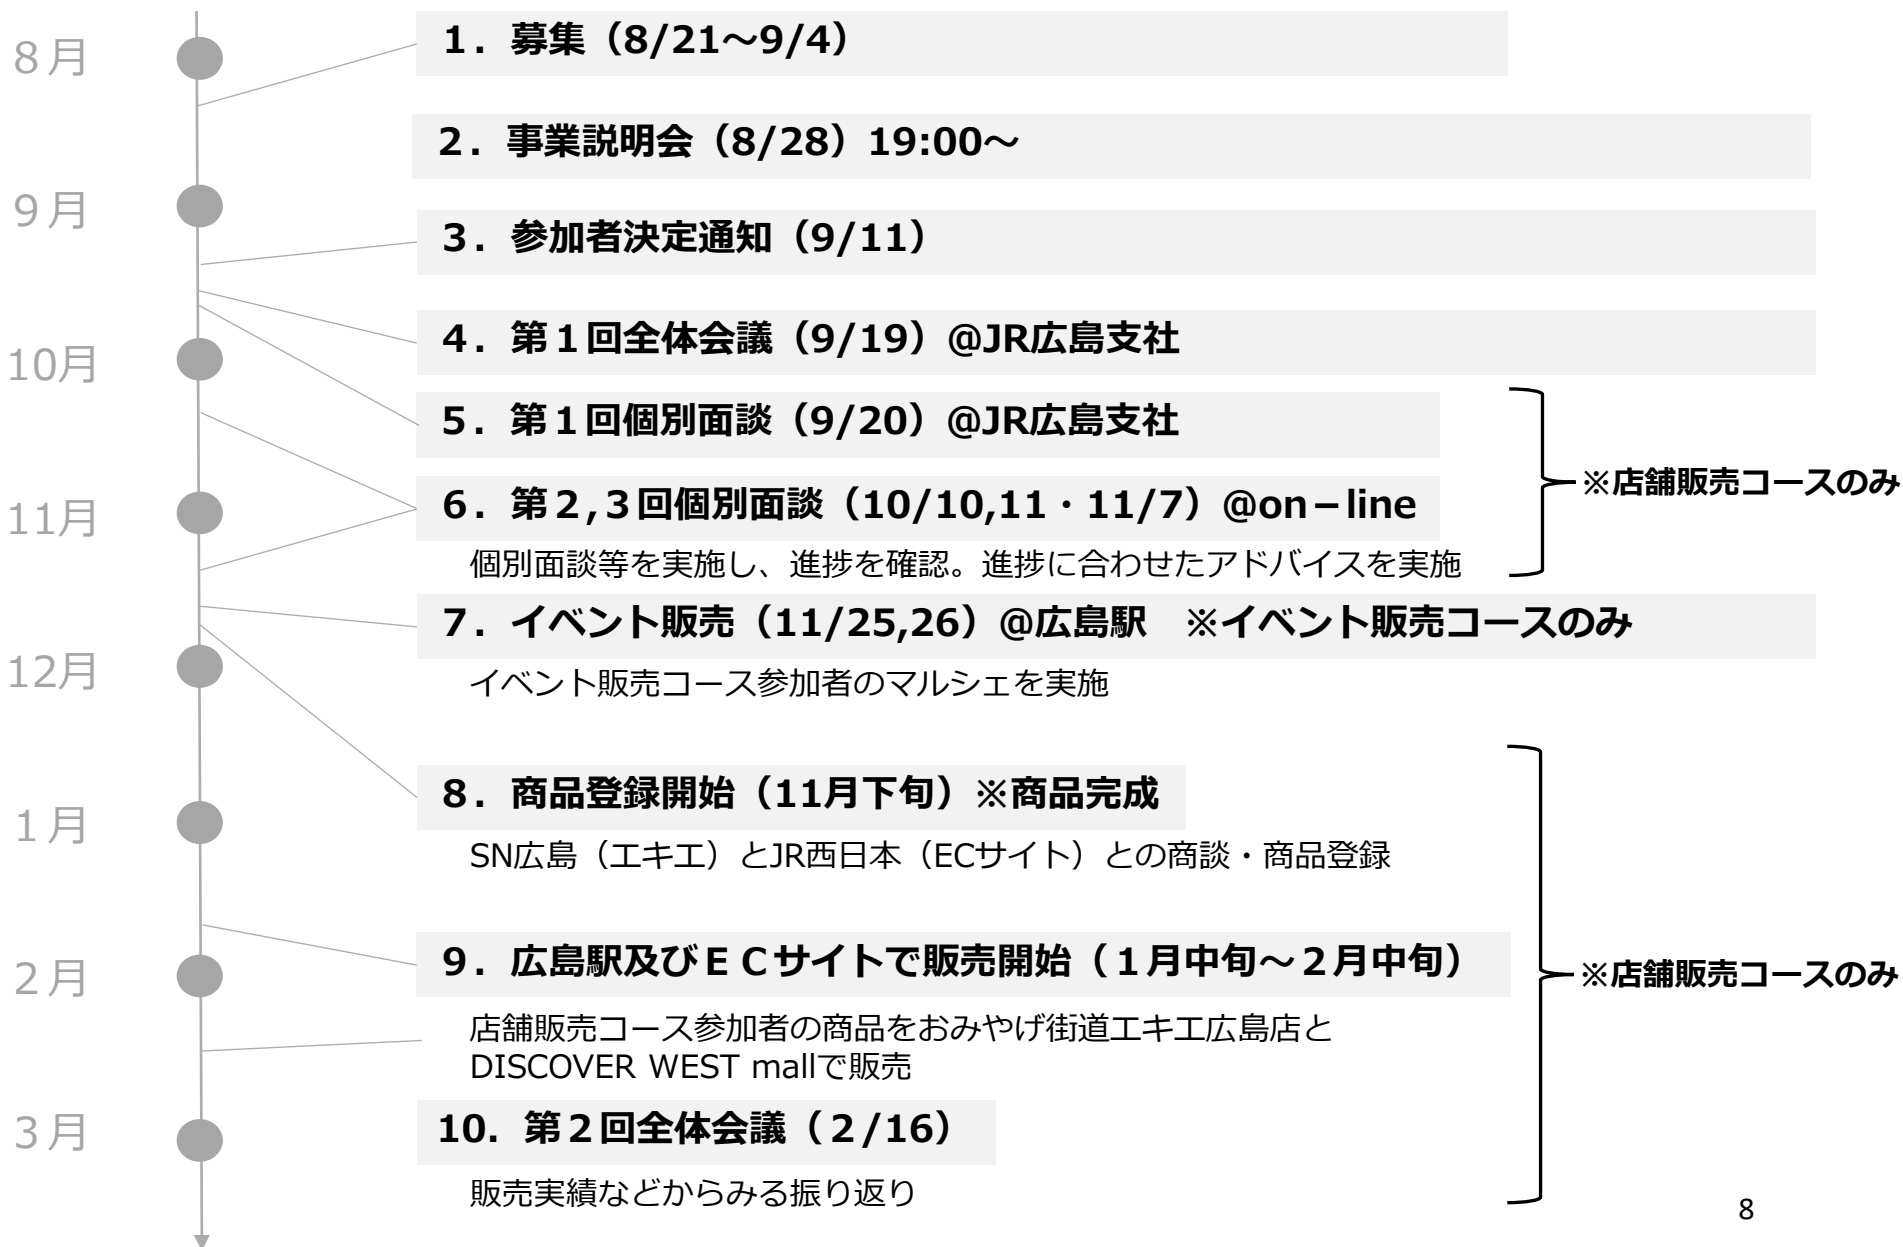 8月
1．募集（8/21～9/4）
2．事業説明会（8/28）19:00～
9月
3．参加者決定通知（9/11）
4．第１回全体会議（9/19）@JR広島支社
10月
5．第１回個別面談（9/20）@JR広島支社
※店舗販売コースのみ
6．第２,３回個別面談（10/10,11・11/7）@on－line
11月
個別面談等を実施し、進捗を確認。進捗に合わせたアドバイスを実施
7．イベント販売（11/25,26）@広島駅　※イベント販売コースのみ
12月
イベント販売コース参加者のマルシェを実施
8．商品登録開始（11月下旬）※商品完成
1月
SN広島（エキエ）とJR西日本（ECサイト）との商談・商品登録
9．広島駅及びＥＣサイトで販売開始（１月中旬～２月中旬）
2月
※店舗販売コースのみ
店舗販売コース参加者の商品をおみやげ街道エキエ広島店と
DISCOVER WEST mallで販売
3月
10．第２回全体会議（２/16）
販売実績などからみる振り返り
8